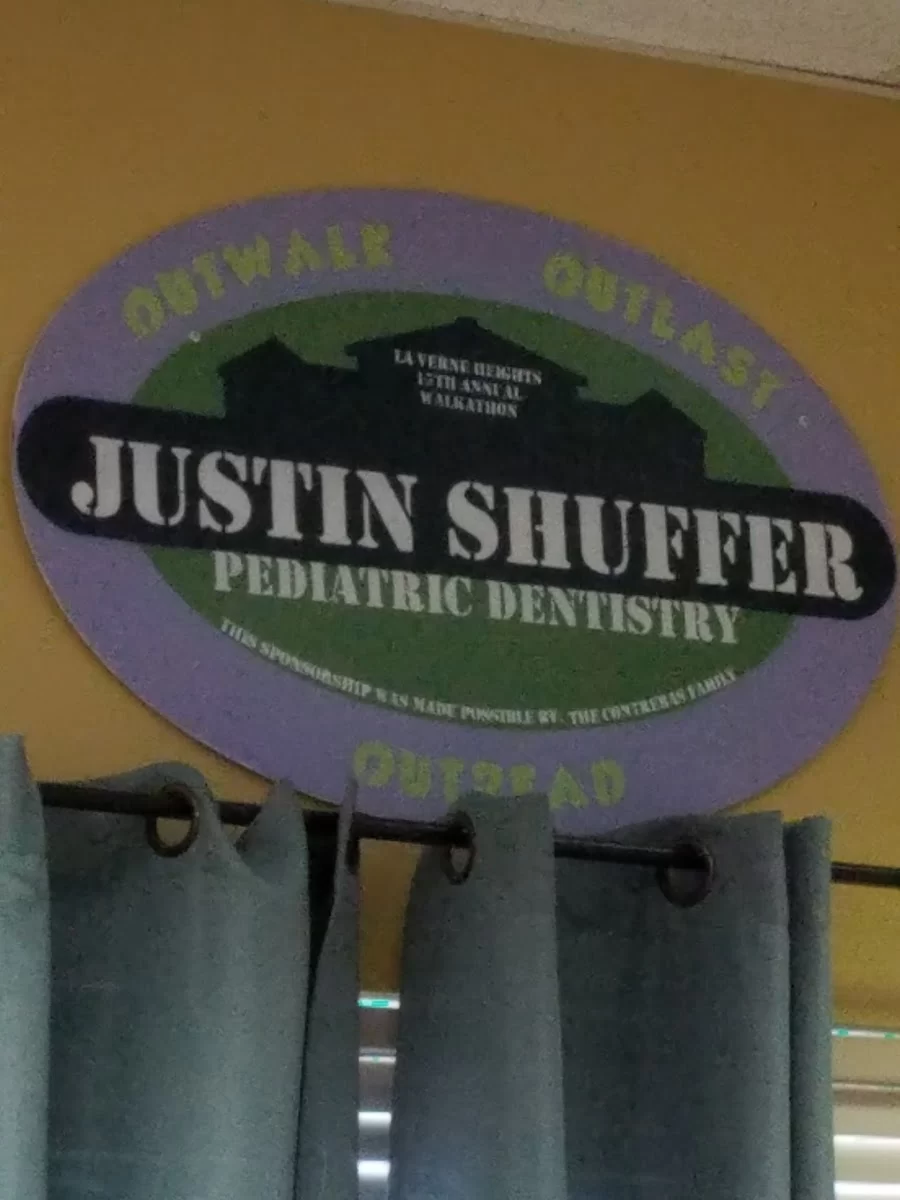 OUTWALK
OUTLAST
LA VERNE HEIGHTS
15TH ANNUAL
WALKATHON
JUSTIN SHUFFER
PEDIATRIC DENTISTRY
THIS SPONSORSHIP WAS MADE POSSIBLE BY: THE CONTRERAS FAMILY
OUTREAD